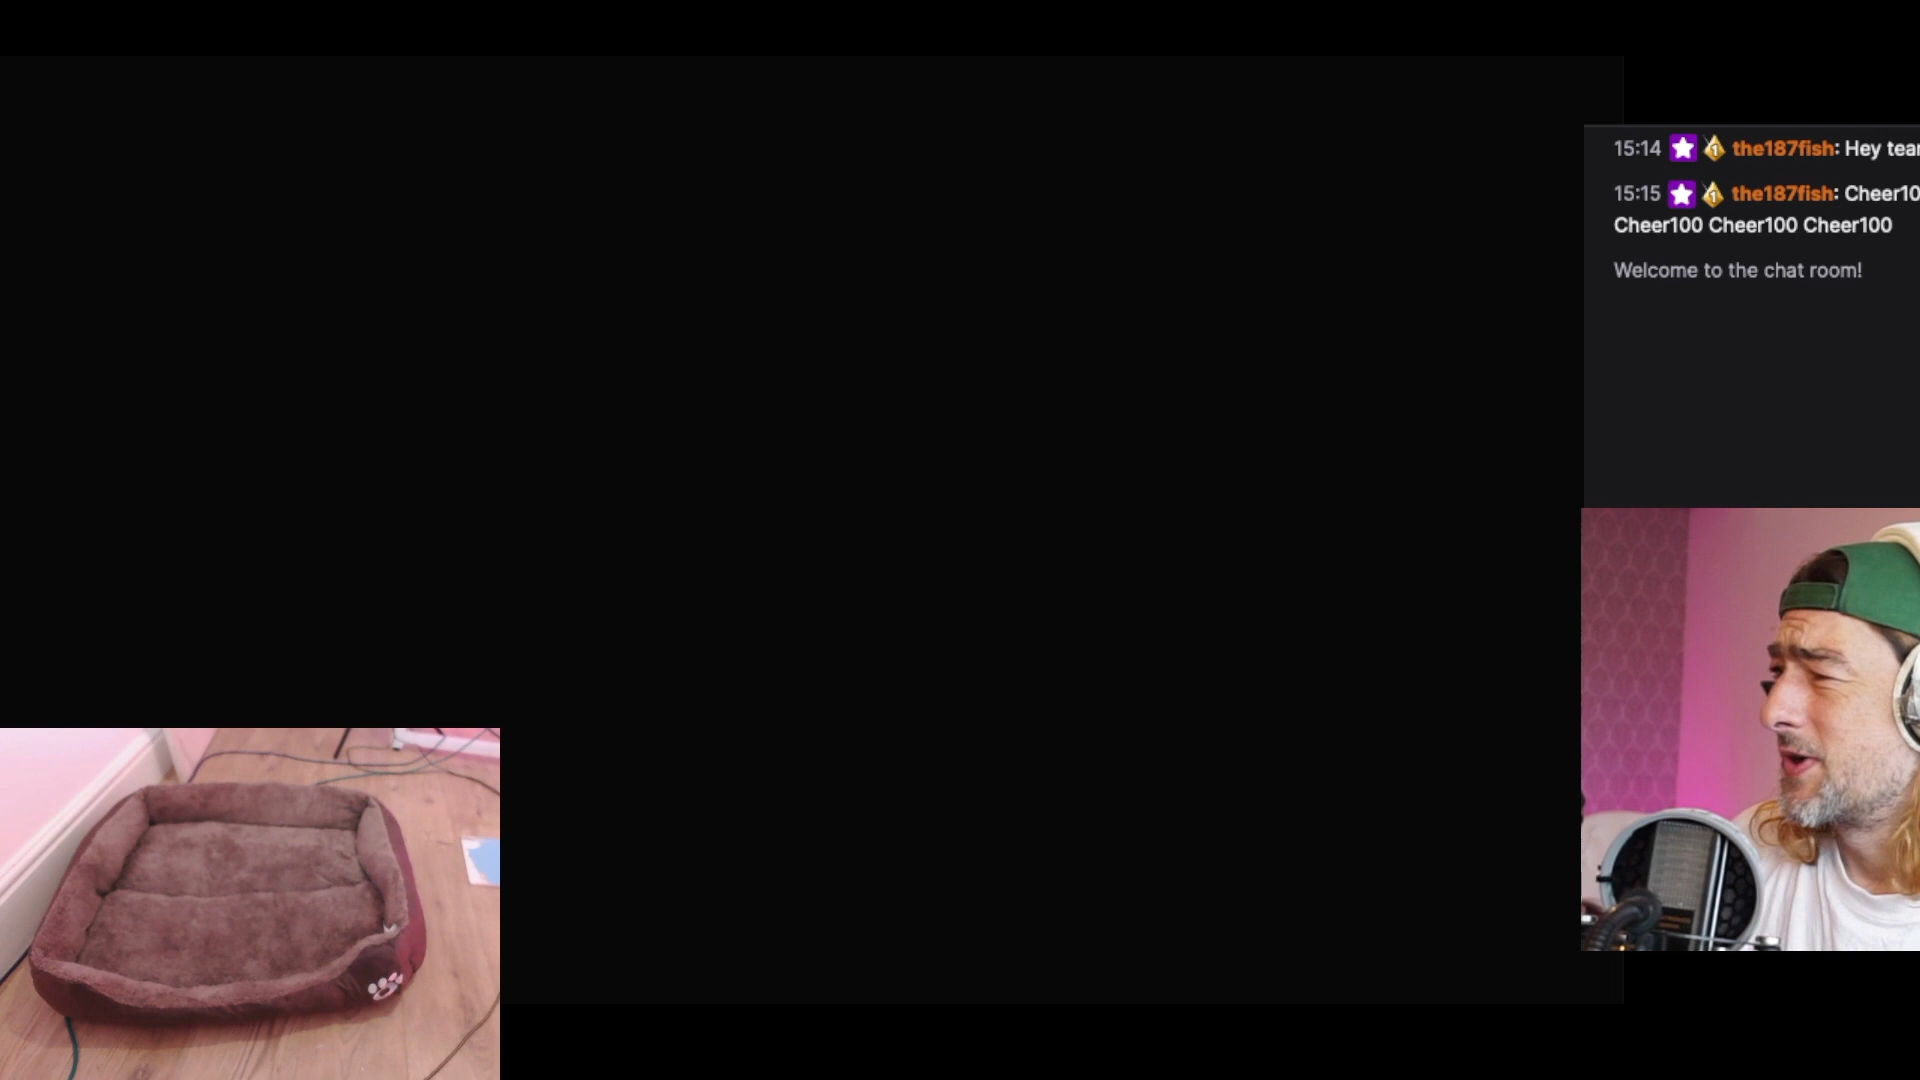 15:14 the187fish: Hey tea
15:15 the187fish: Cheer10
Cheer100 Cheer100 Cheer100
Welcome to the chat room!